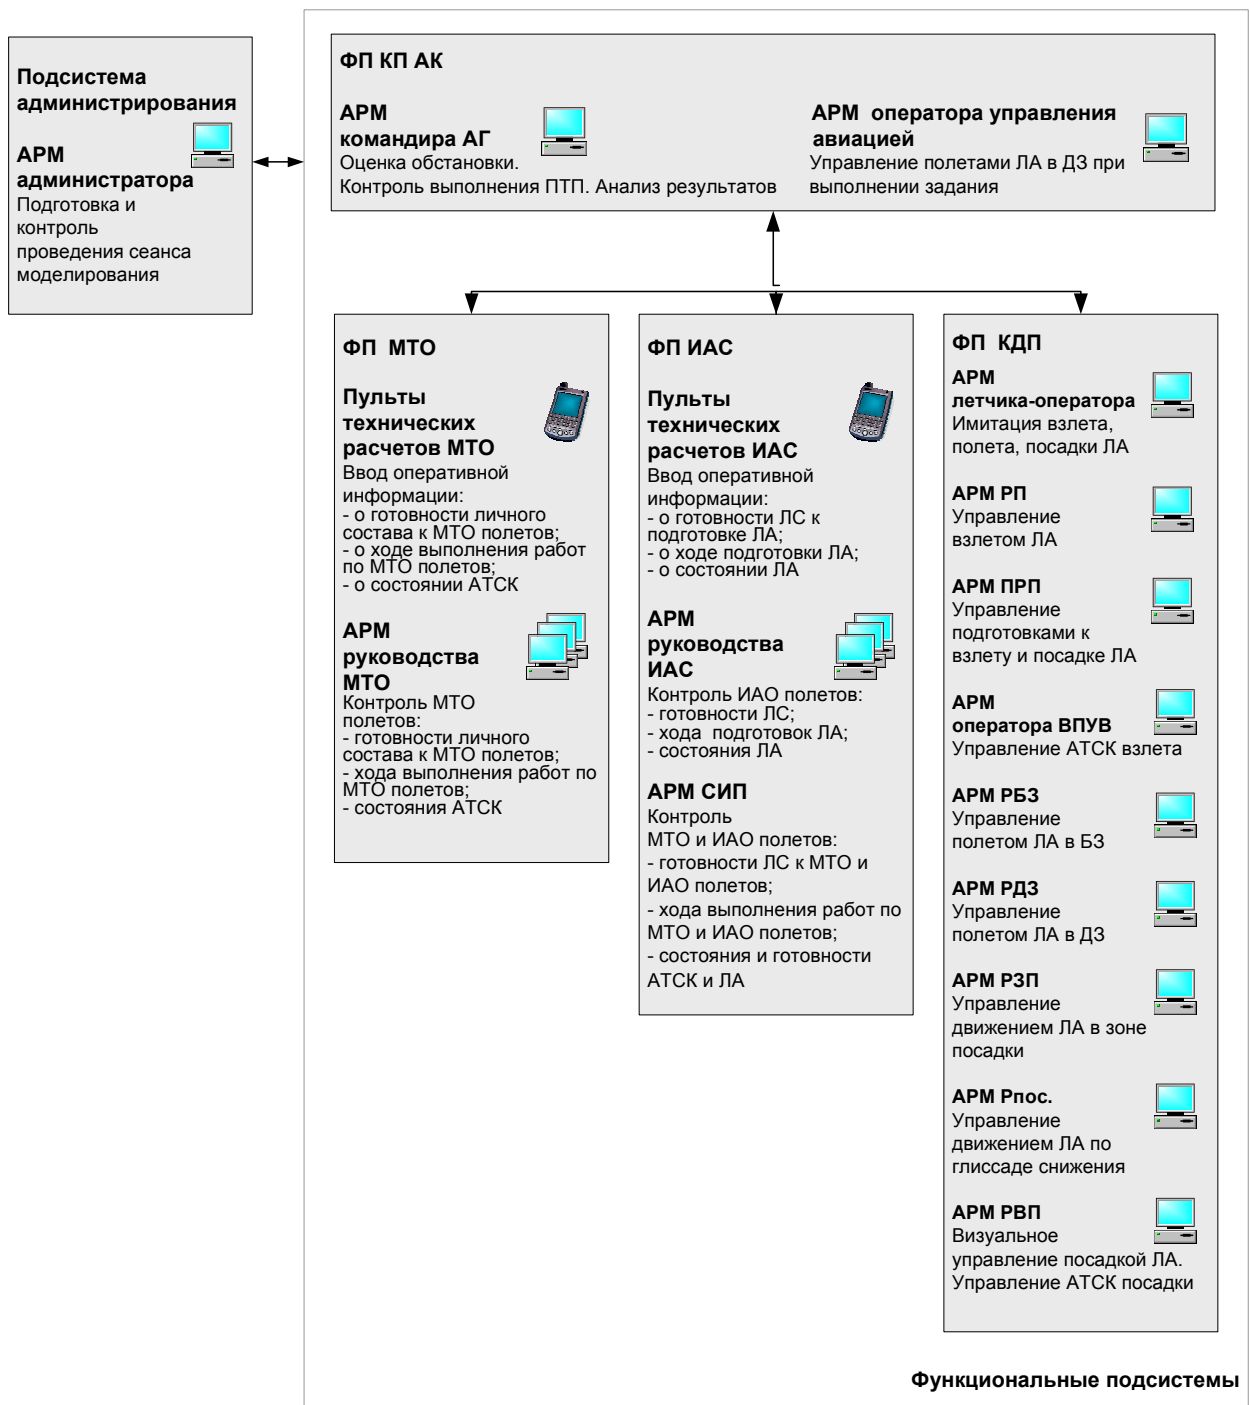 Подсистема
администрирования
АРМ
администратора
Подготовка и
контроль
проведения сеанса
моделирования
ФП КП АК
АРМ
командира АГ
Оценка обстановки.
Контроль выполнения ПТП. Анализ результатов
АРМ оператора управления
авиацией
Управление полетами ЛА в ДЗ при
выполнении задания
ФП МТО
Пульты
технических
расчетов МТО
Ввод оперативной
информации:
- о готовности личного
состава к МТО полетов;
- о ходе выполнения работ
по МТО полетов;
- о состоянии АТСК
АРМ
руководства
МТО
Контроль МТО
полетов:
- готовности личного
состава к МТО полетов;
- хода выполнения работ по
МТО полетов;
- состояния АТСК
ФП ИАС
Пульты
технических
расчетов ИАС
Ввод оперативной
информации:
- о готовности ЛС к
подготовке ЛА;
- о ходе подготовки ЛА;
- о состоянии ЛА
АРМ
руководства
ИАС
Контроль ИАО полетов:
- готовности ЛС;
- хода подготовок ЛА;
- состояния ЛА
АРМ СИП
Контроль
МТО и ИАО полетов:
- готовности ЛС к МТО и
ИАО полетов;
- хода выполнения работ по
МТО и ИАО полетов;
- состояния и готовности
АТСК и ЛА
ФП КДП
АРМ
летчика-оператора
Имитация взлета,
полета, посадки ЛА
АРМ РП
Управление
взлетом ЛА
АРМ ПРП
Управление
подготовками к
взлету и посадке ЛА
АРМ
оператора ВПУВ
Управление АТСК взлета
АРМ РБЗ
Управление
полетом ЛА в БЗ
АРМ РДЗ
Управление
полетом ЛА в ДЗ
АРМ РЗП
Управление
движением ЛА в зоне
посадки
АРМ Рпос.
Управление
движением ЛА по
глиссаде снижения
АРМ РВП
Визуальное
управление посадкой ЛА.
Управление АТСК посадки
Функциональные подсистемы